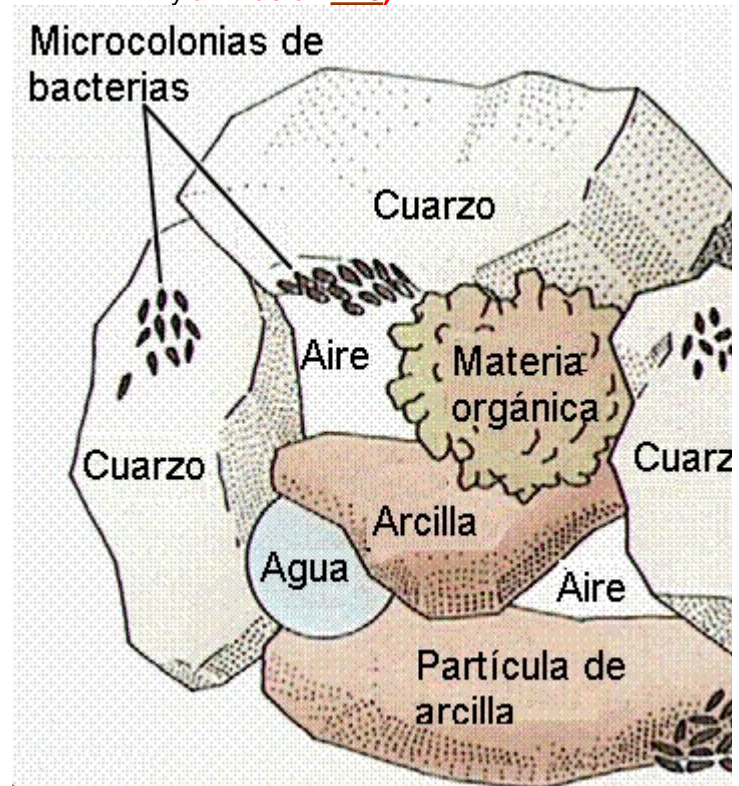 Microcolonias de
bacterias
Cuarzo
Aire
Materia
orgánica
Cuarzo
Cuarz
Arcilla
Agua
Aire
Partícula de
arcilla